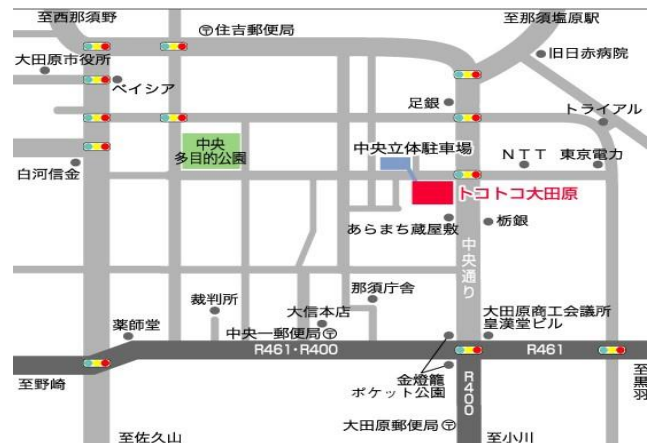 至西那須野
至那須塩原駅
〒住吉郵便局
旧日赤病院
大田原市役所
ベイシア
足銀
トライアル
中央
多目的公園
中央立体駐車場
NTT
東京電力
白河信金
トコトコ大田原
あらまち蔵屋敷
栃銀
中央通り
那須庁舎
裁判所
大信本店
大田原商工会議所
皇漢堂ビル
薬師堂
中央一郵便局〒
R461・R400
R461
至野崎
金燈籠
ポケット公園
R400
至黒羽
大田原郵便局〒
至佐久山
至小川